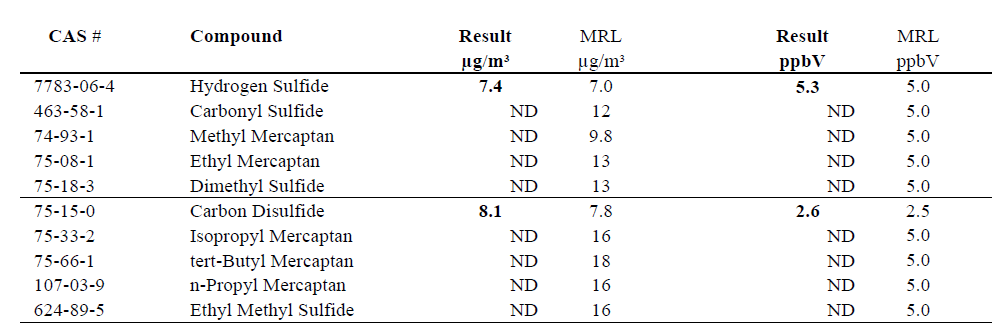 CAS # Compound Result MRL Result MRL
µg/m³ µg/m³ ppbV ppbV
7783-06-4 Hydrogen Sulfide 7.4 7.0 5.3 5.0
463-58-1 Carbonyl Sulfide ND 12 ND 5.0
74-93-1 Methyl Mercaptan ND 9.8 ND 5.0
75-08-1 Ethyl Mercaptan ND 13 ND 5.0
75-18-3 Dimethyl Sulfide ND 13 ND 5.0
75-15-0 Carbon Disulfide 8.1 7.8 2.6 2.5
75-33-2 Isopropyl Mercaptan ND 16 ND 5.0
75-66-1 tert-Butyl Mercaptan ND 18 ND 5.0
107-03-9 n-Propyl Mercaptan ND 16 ND 5.0
624-89-5 Ethyl Methyl Sulfide ND 16 ND 5.0